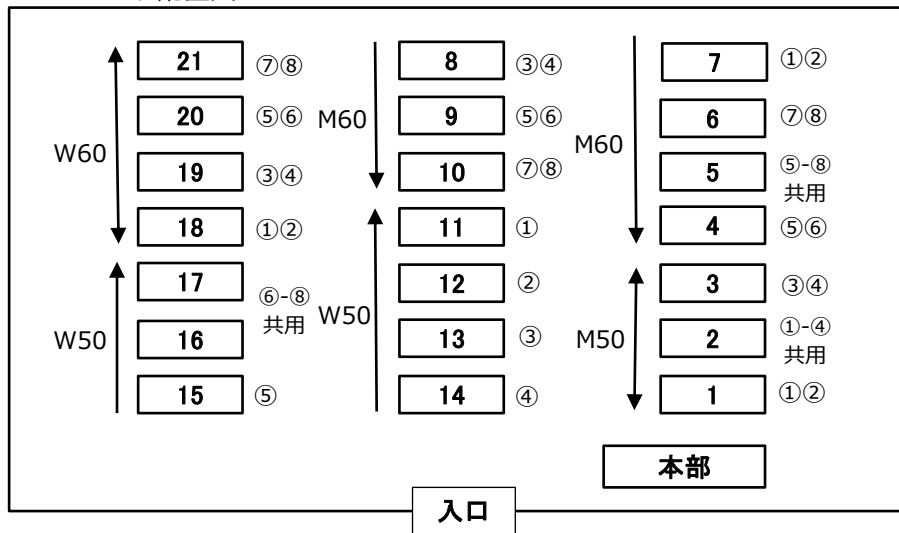 21 ⑦⑧
20 ⑤⑥
W60
19 ③④
18 ①②
17
⑥-⑧
共用
W50
16
15 ⑤
8 ③④
M60
9 ⑤⑥
10 ⑦⑧
11 ①
12 ②
W50
13 ③
14 ④
7 ①②
6 ⑦⑧
M60
5 ⑤-⑧
共用
4 ⑤⑥
3 ③④
M50
2 ①-④
共用
1 ①②
本部
入口